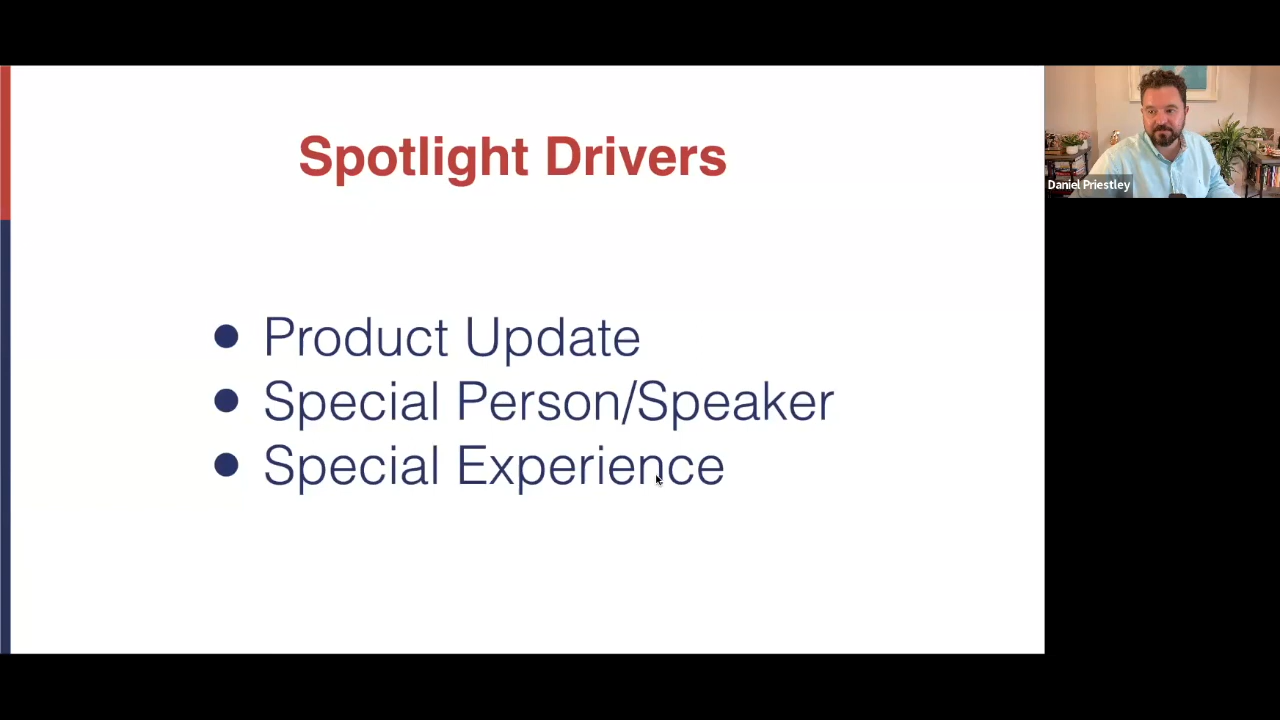 Spotlight Drivers
Daniel Priestley
● Product Update
● Special Person/Speaker
● Special Experience